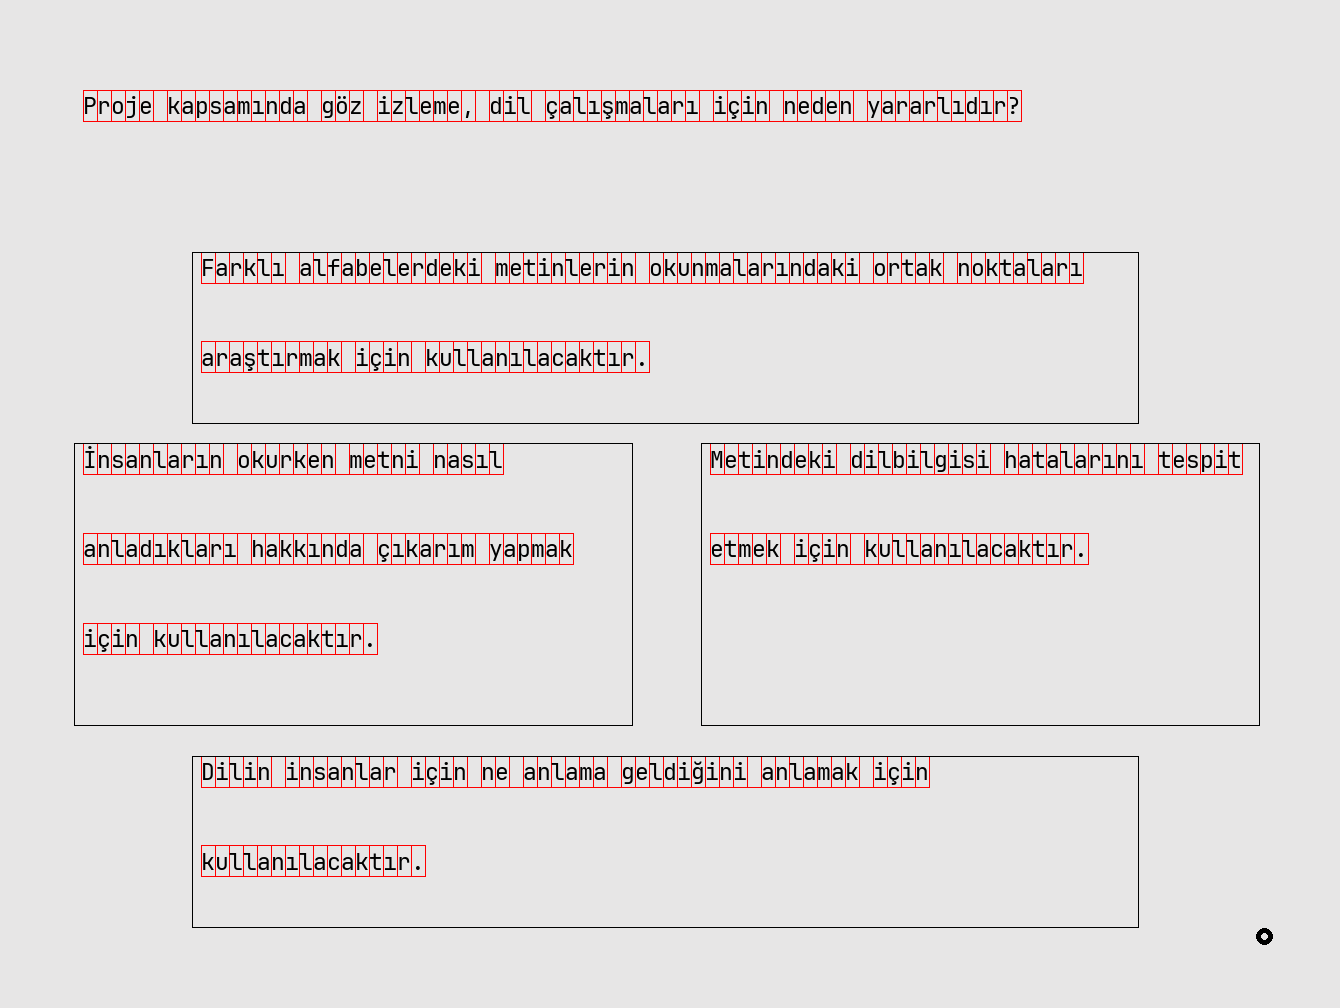 Proje kapsamında göz izleme, dil çalışmaları için neden yararlıdır?
Farklı alfabelerdeki metinlerin okunmalarındaki ortak noktaları
araştırmak için kullanılacaktır.
İnsanların okurken metni nasıl
anladıkları hakkında çıkarım yapmak
için kullanılacaktır.
Metindeki dilbilgisi hatalarını tespit
etmek için kullanılacaktır.
Dilin insanlar için ne anlama geldiğini anlamak için
kullanılacaktır.